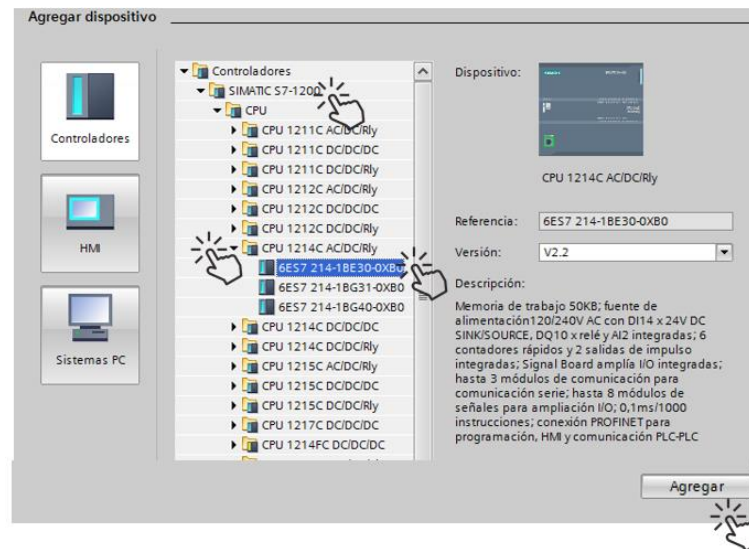 Agregar dispositivo
Controladores
HMI
Sistemas PC
Controladores
SIMATIC S7-1200
CPU
CPU 1211C AC/DC/Rly
CPU 1211C DC/DC/DC
CPU 1211C DC/DC/Rly
CPU 1212C AC/DC/Rly
CPU 1212C DC/DC/DC
CPU 1212C DC/DC/Rly
CPU 1214C AC/DC/Rly
6ES7 214-1BE30-0XB0
6ES7 214-1BG31-0XB0
6ES7 214-1BG40-0XB0
CPU 1214C DC/DC/DC
CPU 1214C DC/DC/Rly
CPU 1215C AC/DC/Rly
CPU 1215C DC/DC/DC
CPU 1215C DC/DC/Rly
CPU 1217C DC/DC/DC
CPU 1214FC DC/DC/DC
Dispositivo:
CPU 1214C AC/DC/Rly
Referencia: 6ES7 214-1BE30-0XB0
Versión: V2.2
Descripción:
Memoria de trabajo 50KB; fuente de
alimentación120/240V AC con DI14 x 24V DC
SINK/SOURCE, DQ10 x relé y AI2 integradas; 6
contadores rápidos y 2 salidas de impulso
integradas; Signal Board amplía I/O integradas;
hasta 3 módulos de comunicación para
comunicación serie; hasta 8 módulos de
señales para ampliación I/O; 0,1ms/1000
instrucciones; conexión PROFINET para
programación, HMI y comunicación PLC-PLC
Agregar